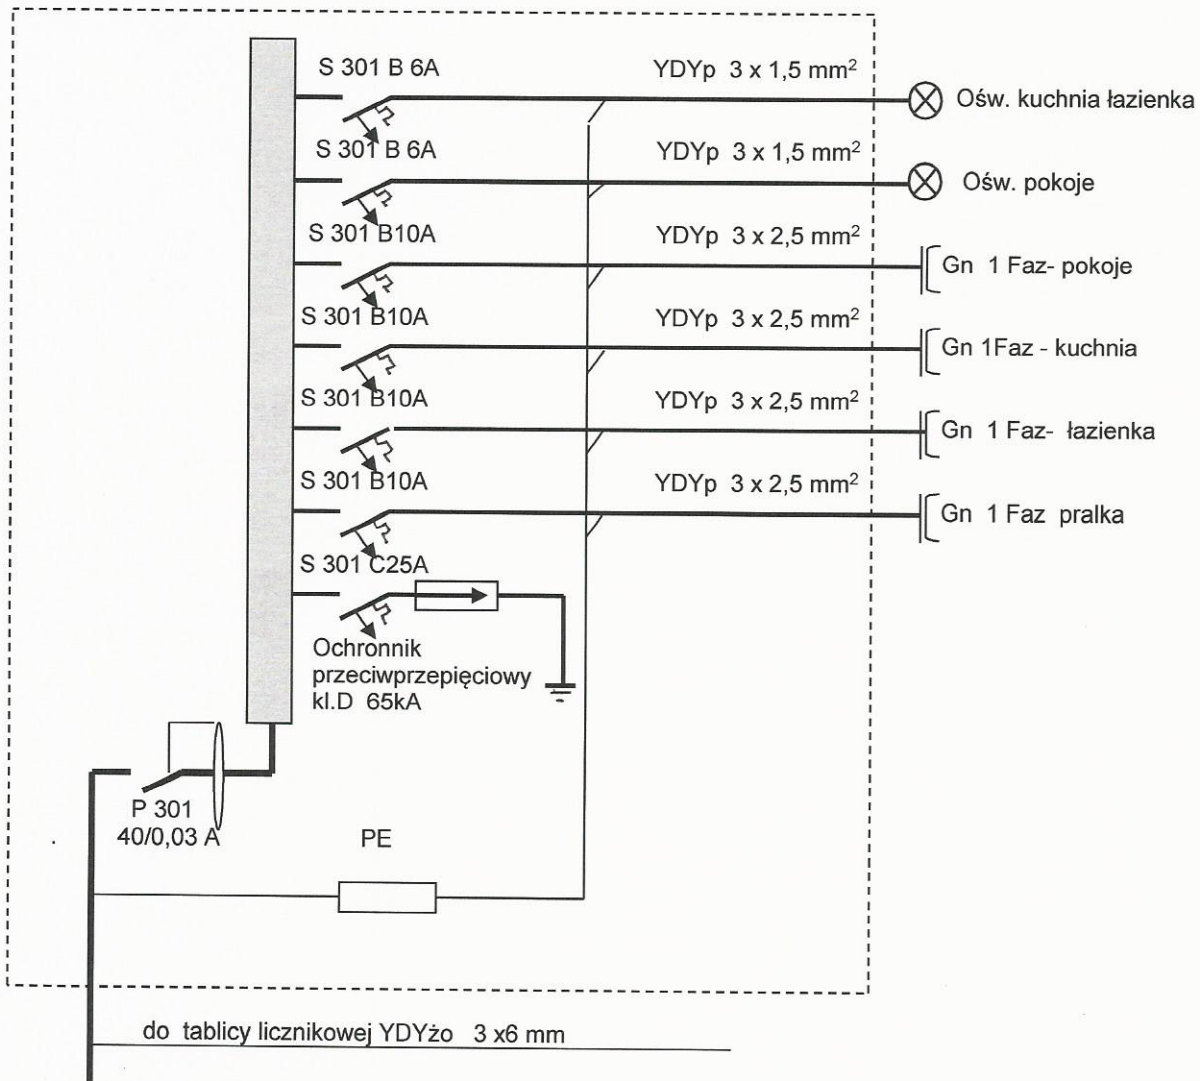 S 301 B 6A
YDYp 3 x 1,5 mm²
Ośw. kuchnia łazienka
S 301 B 6A
YDYp 3 x 1,5 mm²
Ośw. pokoje
S 301 B10A
YDYp 3 x 2,5 mm²
Gn 1 Faz- pokoje
S 301 B10A
YDYp 3 x 2,5 mm²
Gn 1Faz - kuchnia
S 301 B10A
YDYp 3 x 2,5 mm²
Gn 1 Faz- łazienka
S 301 B10A
YDYp 3 x 2,5 mm²
Gn 1 Faz pralka
S 301 C25A
Ochronnik
przeciwprzepięciowy
kl.D 65kA
P 301
40/0,03 A
PE
do tablicy licznikowej YDYżo 3 x6 mm